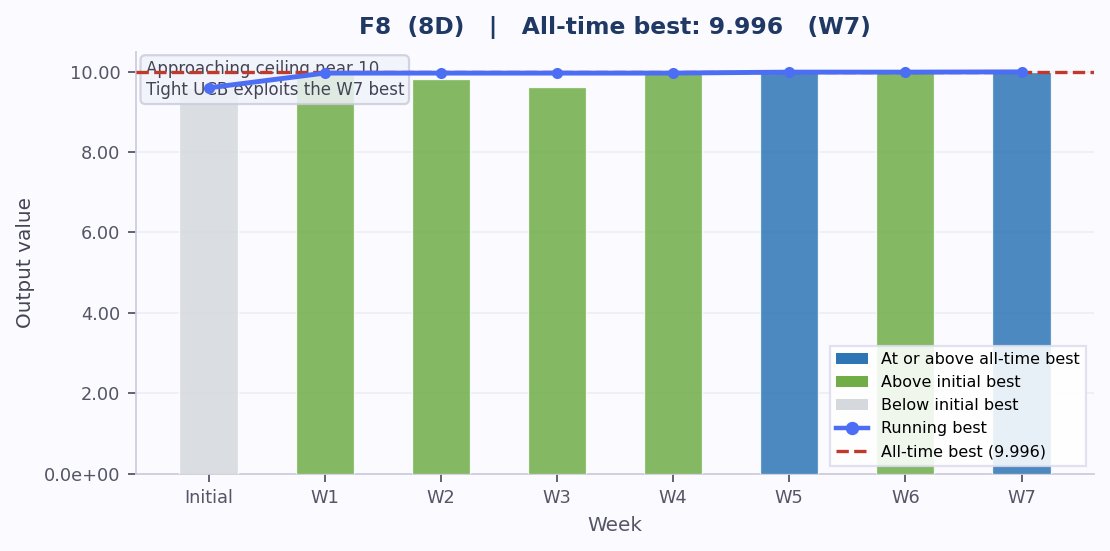 F8 (8D) | All-time best: 9.996 (W7)
Approaching ceiling near 10
Tight UCB exploits the W7 best
Output value
10.00
8.00
6.00
4.00
2.00
0.0e+00
Initial W1 W2 W3 W4 W5 W6 W7
Week
At or above all-time best
Above initial best
Below initial best
Running best
All-time best (9.996)